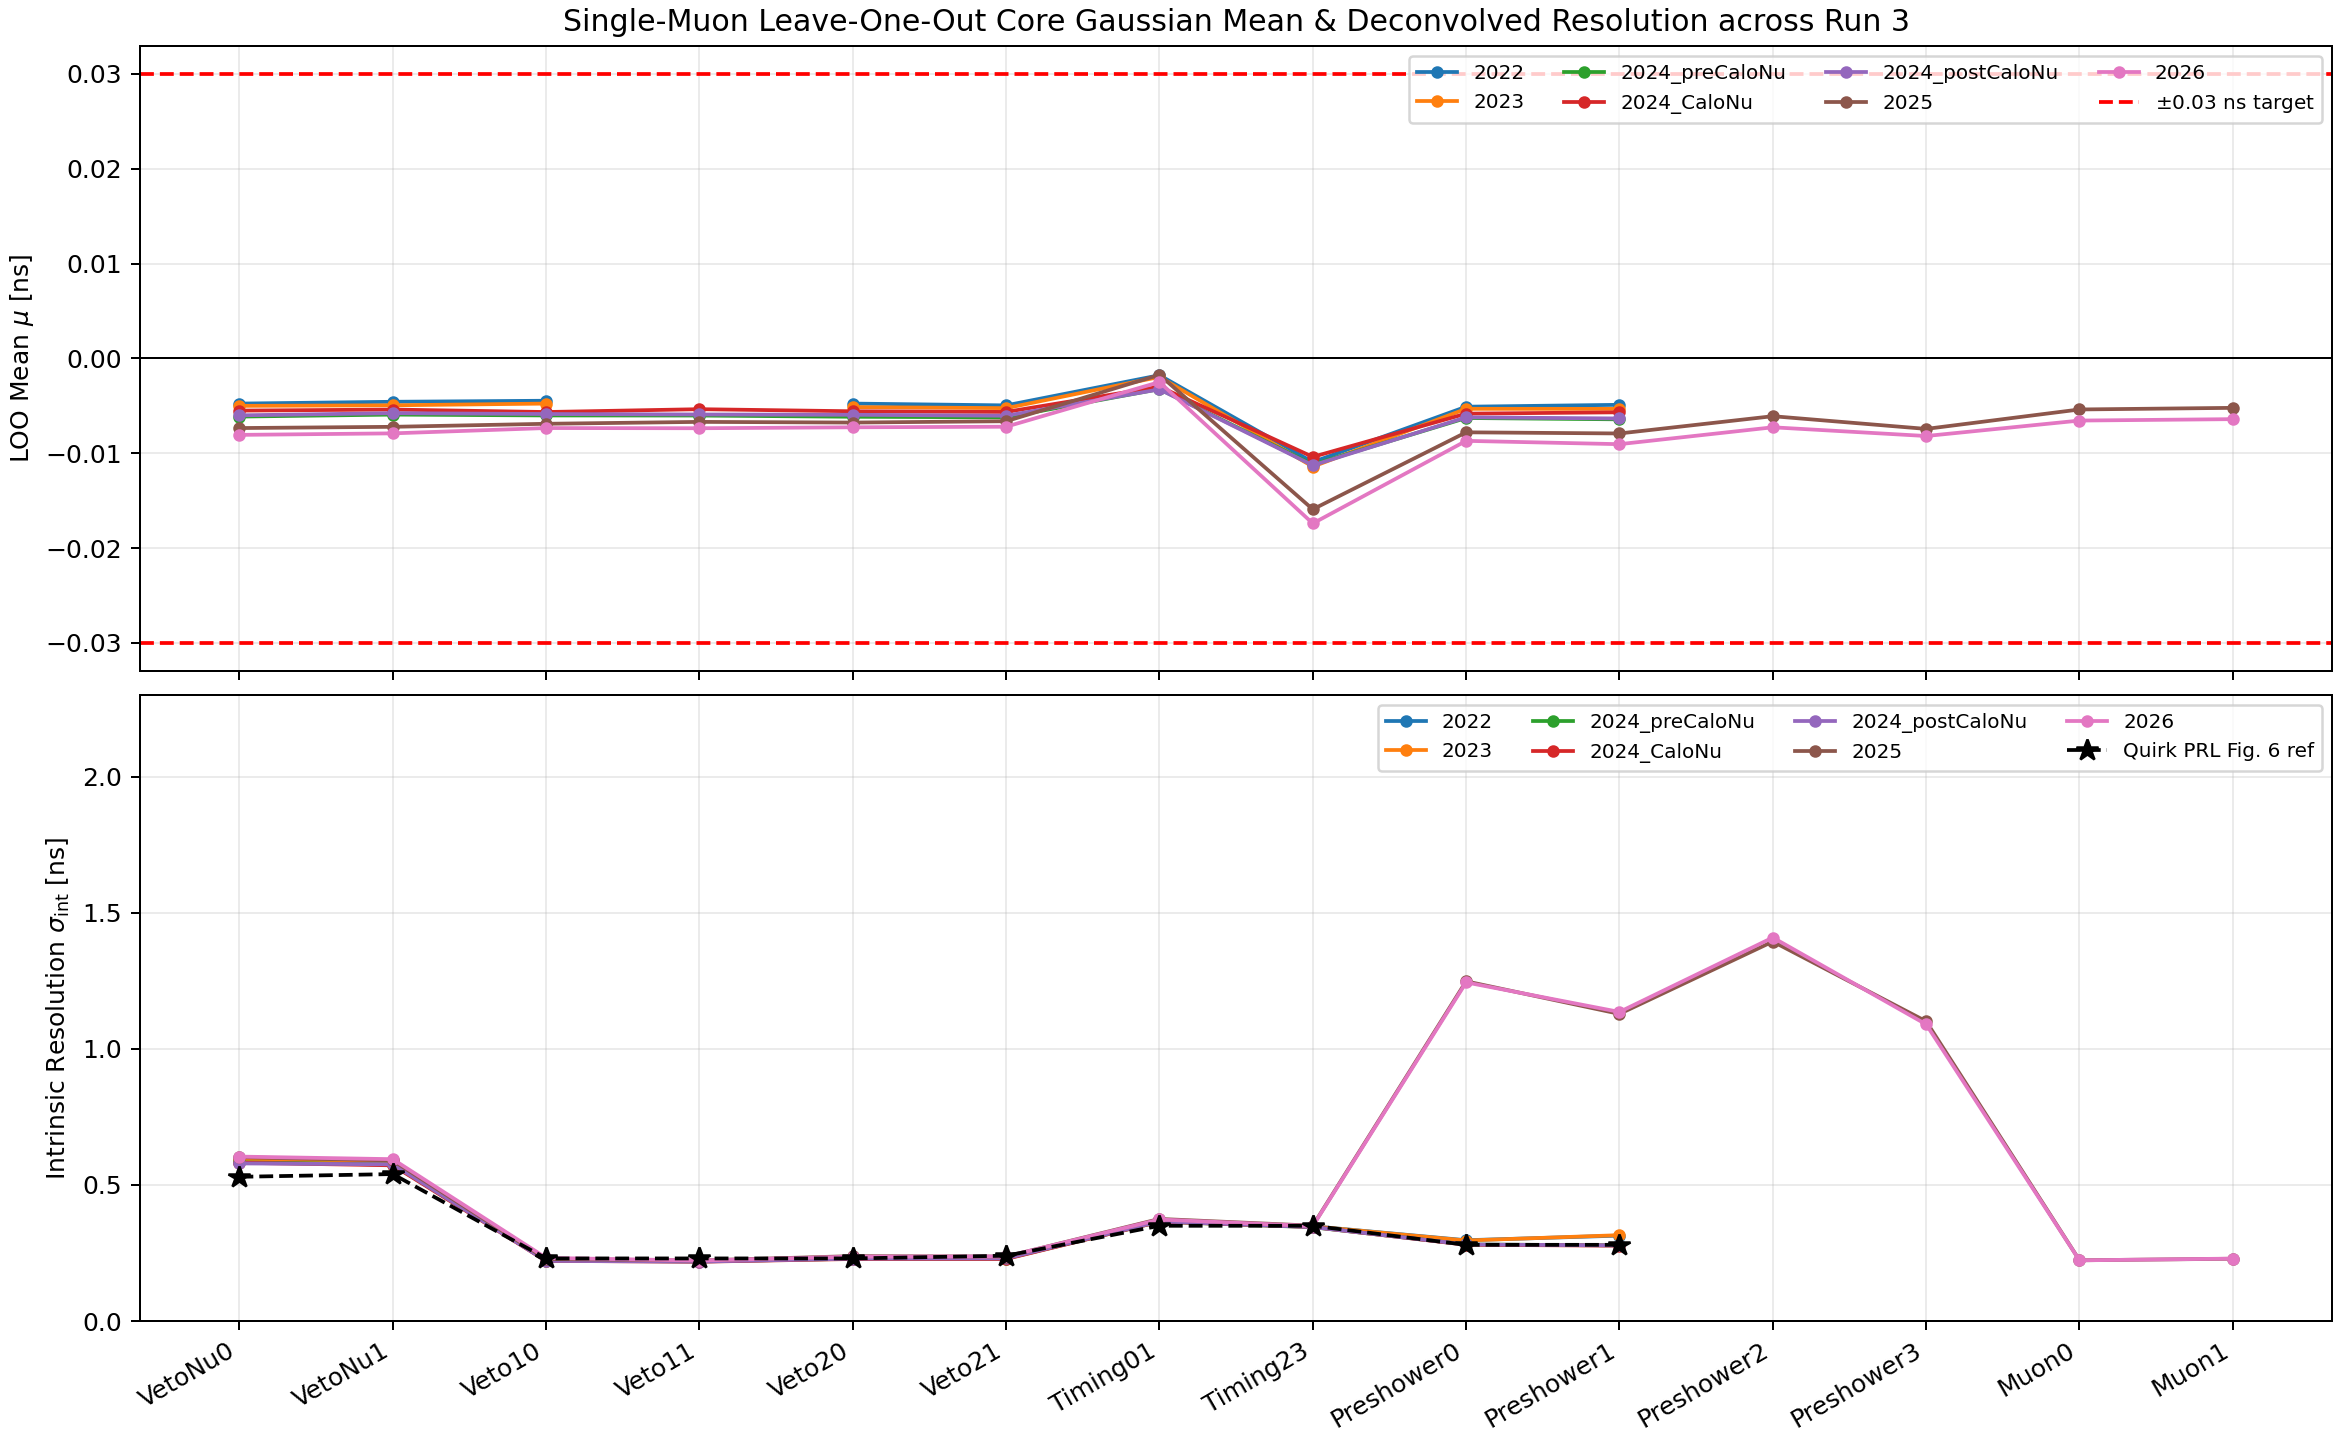 Single-Muon Leave-One-Out Core Gaussian Mean & Deconvolved Resolution across Run 3
LOO Mean μ [ns]
0.03
0.02
0.01
0.00
−0.01
−0.02
−0.03
2022
2023
2024_preCaloNu
2024_CaloNu
2024_postCaloNu
2025
2026
±0.03 ns target
Intrinsic Resolution σint [ns]
2.0
1.5
1.0
0.5
0.0
2022
2023
2024_preCaloNu
2024_CaloNu
2024_postCaloNu
2025
2026
Quirk PRL Fig. 6 ref
VetoNu0
VetoNu1
Veto10
Veto11
Veto20
Veto21
Timing01
Timing23
Preshower0
Preshower1
Preshower2
Preshower3
Muon0
Muon1